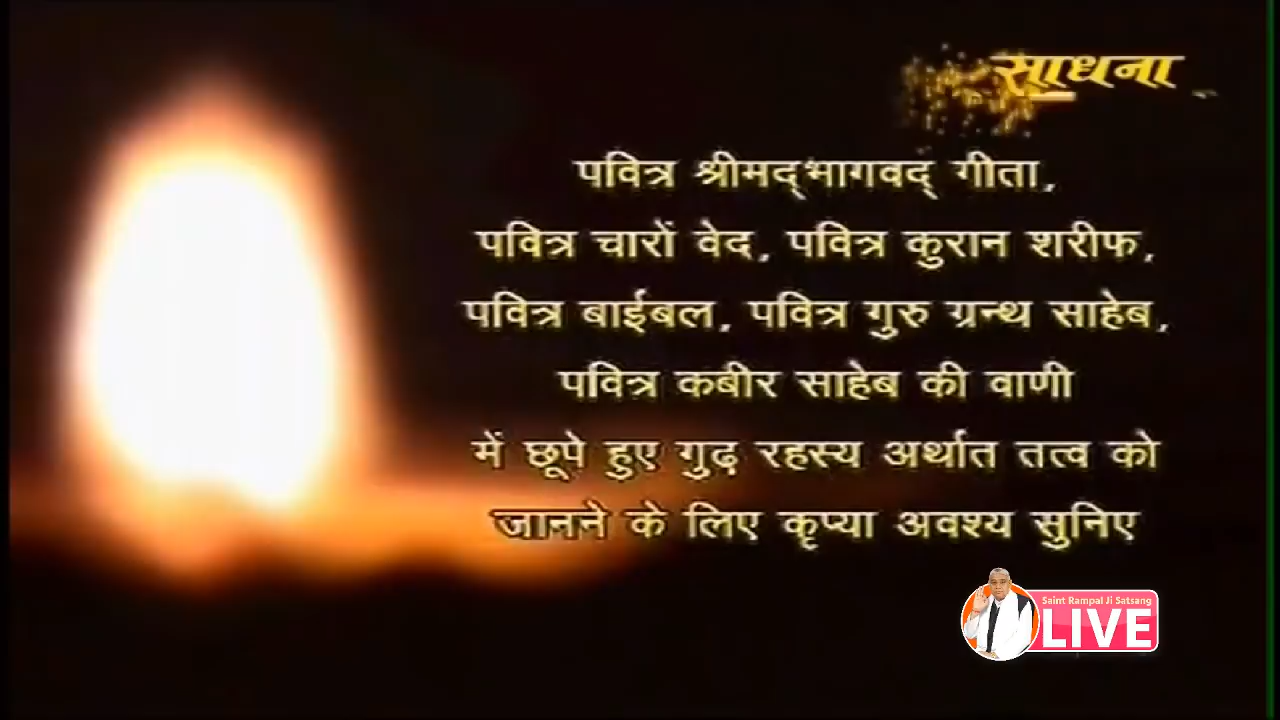 साधना
पवित्र श्रीमद्भागवद् गीता,
पवित्र चारों वेद, पवित्र कुरान शरीफ,
पवित्र बाईबल, पवित्र गुरु ग्रन्थ साहेब,
पवित्र कबीर साहेब की वाणी
में छूपे हुए गुढ़ रहस्य अर्थात तत्व को
जानने के लिए कृप्या अवश्य सुनिए
Saint Rampal Ji Satsang
LIVE